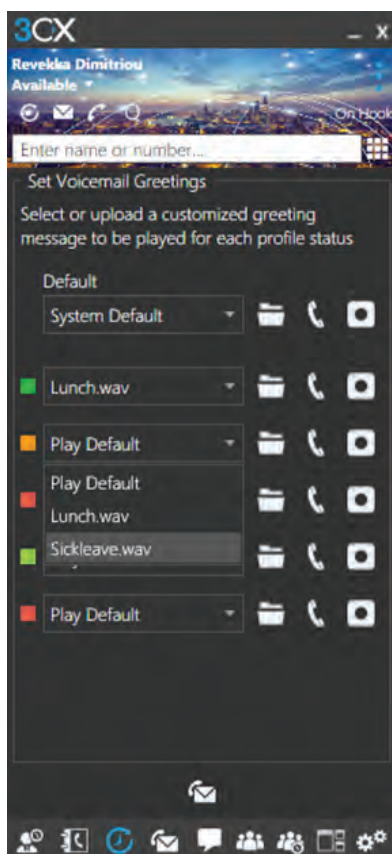 3CX
Revekka Dimitriou
Available
On Hook
Enter name or number...
Set Voicemail Greetings
Select or upload a customized greeting
message to be played for each profile status
Default
System Default
Lunch.wav
Play Default
Play Default
Lunch.wav
Sickleave.wav
Play Default